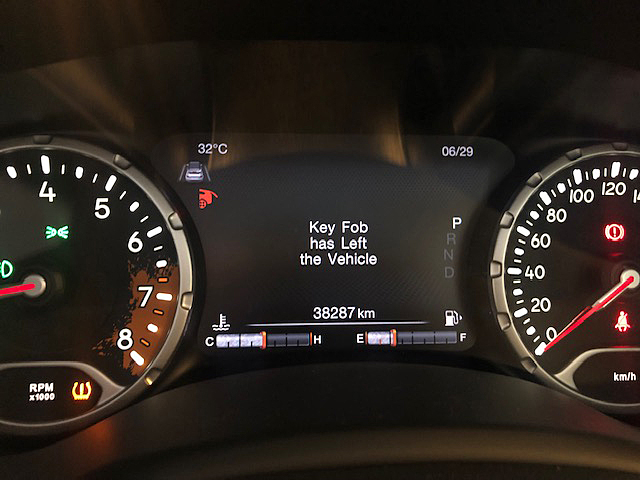 32°C
06/29
4
5
6
7
8
RPM
x1000
Key Fob
has Left
the Vehicle
P
R
N
D
38287 km
C
H
E
F
0
20
40
60
80
100
120
km/h